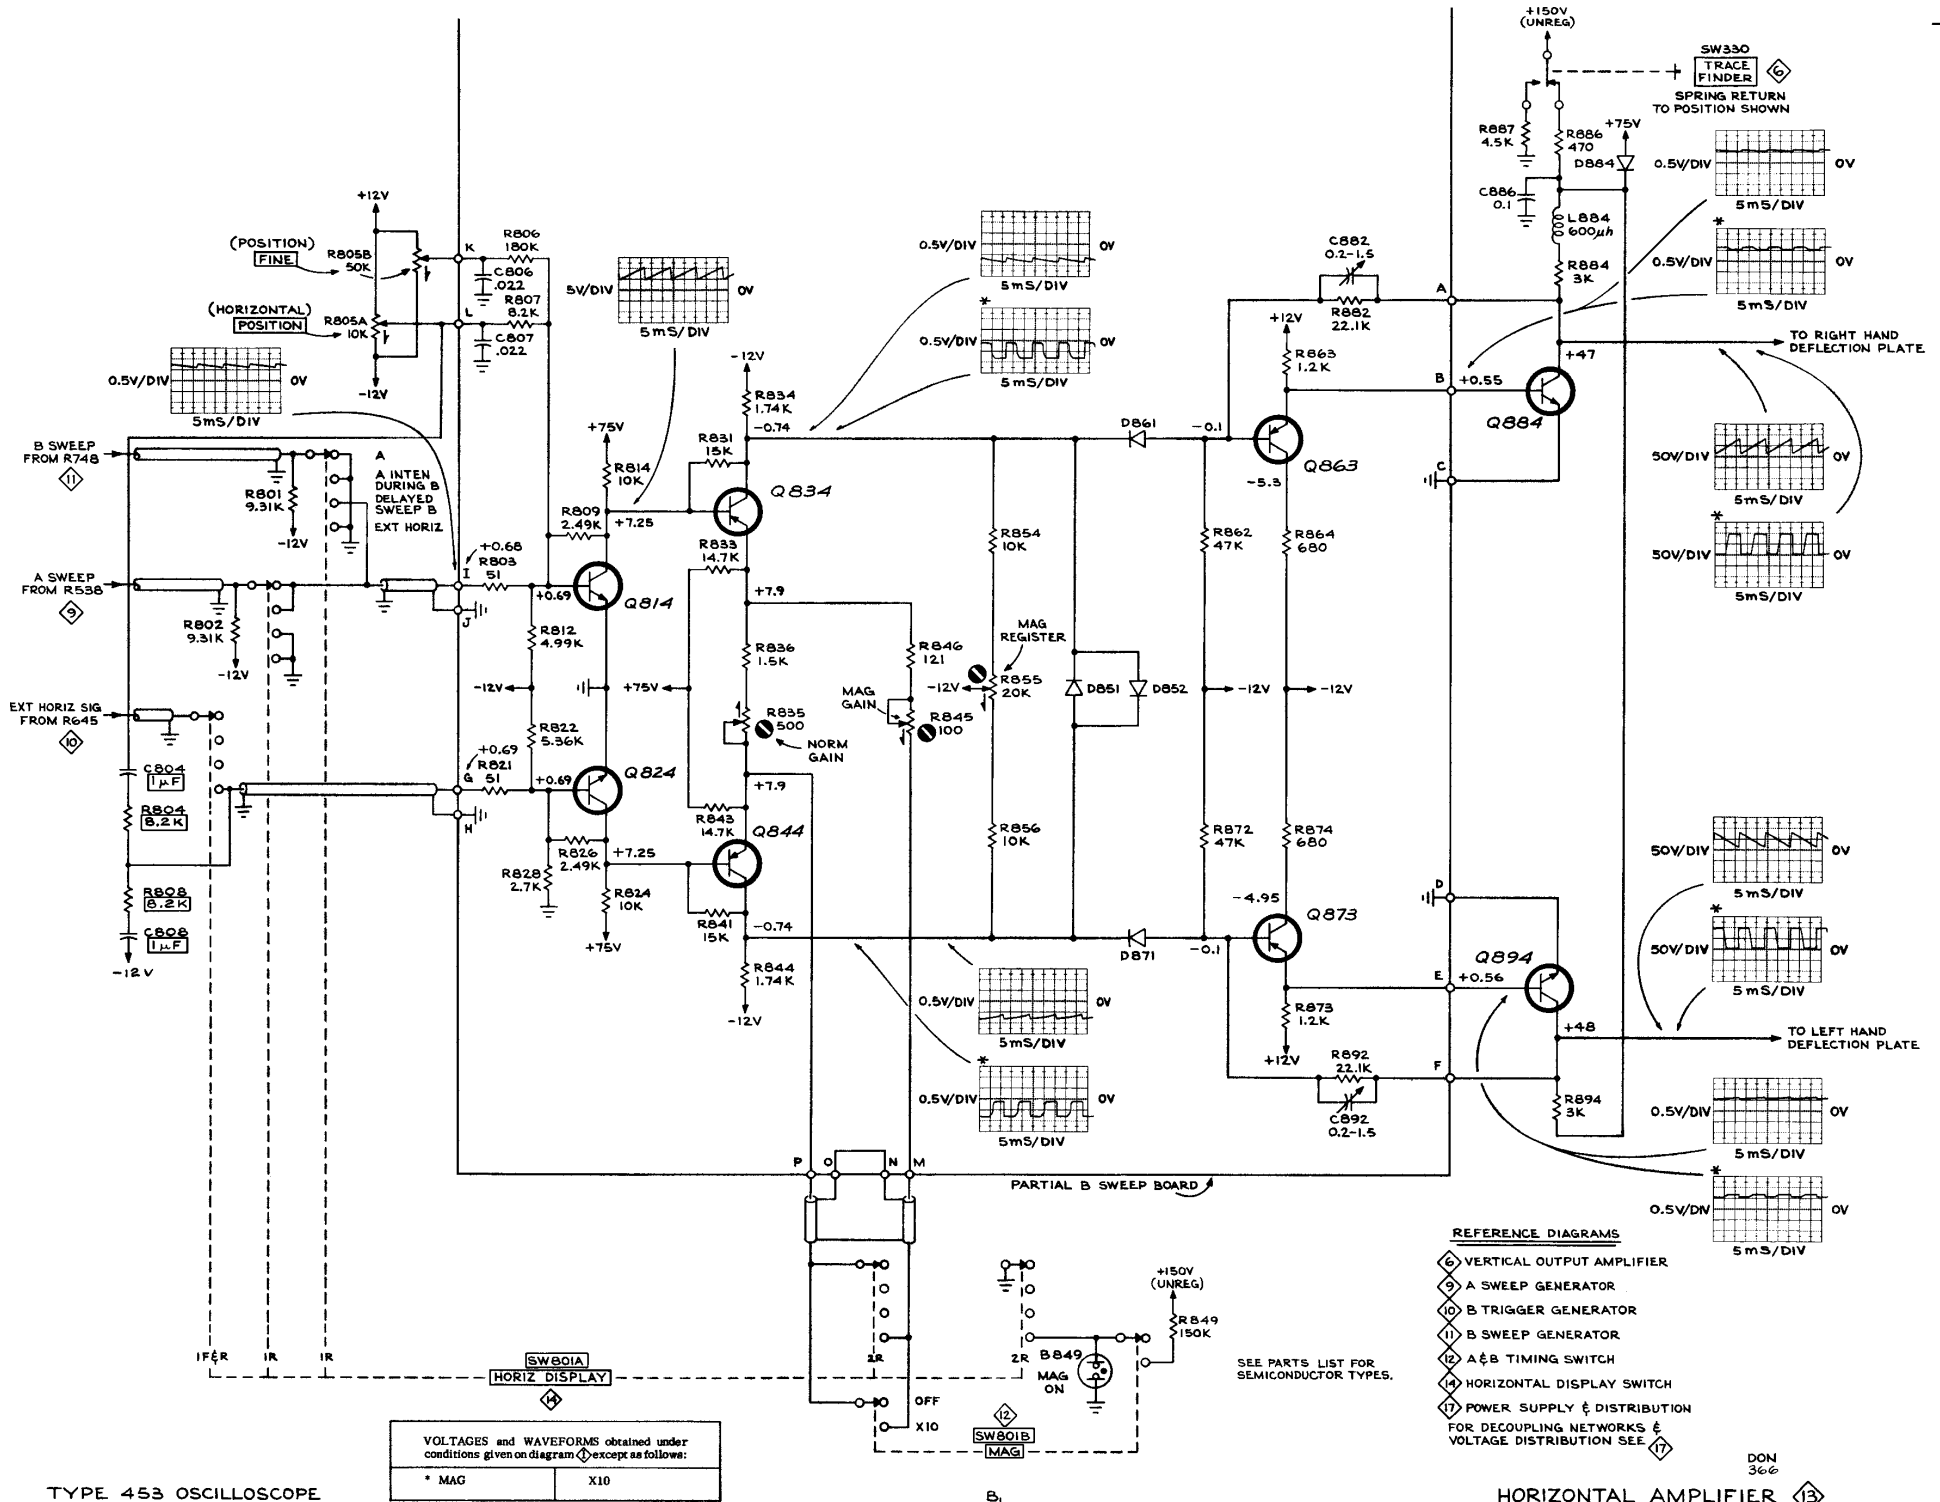 +150V
(UNREG)
SW330
TRACE
FINDER
6
SPRING RETURN
TO POSITION SHOWN
R887
4.5K
R886
470
+75V
D884
0.5V/DIV
0V
5mS/DIV
C886
0.1
L884
600µh
*
0.5V/DIV
0V
5mS/DIV
R884
3K
+12V
(POSITION)
FINE
R805B
50K
K
R806
180K
C806
.022
R807
8.2K
(HORIZONTAL)
POSITION
R805A
10K
L
C807
.022
-12V
5V/DIV
0V
5mS/DIV
0.5V/DIV
0V
5mS/DIV
*
0.5V/DIV
0V
5mS/DIV
C882
0.2-1.5
R882
22.1K
A
+12V
R863
1.2K
TO RIGHT HAND
DEFLECTION PLATE
+47
B
+0.55
Q884
0.5V/DIV
0V
5mS/DIV
-12V
R834
1.74K
-0.74
B SWEEP
FROM R748
11
R801
9.31K
-12V
A
A INTEN
DURING B
DELAYED
SWEEP B
EXT HORIZ
+75V
R814
10K
R831
15K
Q834
D861
-0.1
Q863
-5.3
C
50V/DIV
0V
5mS/DIV
*
50V/DIV
0V
5mS/DIV
R809
2.49K
+7.25
R833
14.7K
R854
10K
R862
47K
R864
680
A SWEEP
FROM R538
9
R802
9.31K
-12V
+0.68
I
R803
51
J
+0.69
Q814
+7.9
R812
4.99K
R836
1.5K
R846
121
MAG
REGISTER
-12V
+75V
-12V
R855
20K
D851
D852
-12V
-12V
EXT HORIZ SIG
FROM R645
10
R822
5.36K
R835
500
NORM
GAIN
MAG
GAIN
R845
100
C804
1µF
R804
8.2K
+0.69
G
R821
51
H
+0.69
Q824
+7.9
R843
14.7K
Q844
R856
10K
R872
47K
R874
680
R826
2.49K
+7.25
R828
2.7K
R824
10K
+75V
R841
15K
-0.74
R844
1.74K
-12V
R808
8.2K
C808
1µF
-12V
50V/DIV
0V
5mS/DIV
*
50V/DIV
0V
5mS/DIV
D
-4.95
Q873
D871
-0.1
E
+0.56
Q894
R873
1.2K
+12V
+48
TO LEFT HAND
DEFLECTION PLATE
0.5V/DIV
0V
5mS/DIV
*
0.5V/DIV
0V
5mS/DIV
R892
22.1K
C892
0.2-1.5
F
R894
3K
0.5V/DIV
0V
5mS/DIV
*
0.5V/DIV
0V
5mS/DIV
P
O
N
M
PARTIAL B SWEEP BOARD
REFERENCE DIAGRAMS
6 VERTICAL OUTPUT AMPLIFIER
9 A SWEEP GENERATOR
10 B TRIGGER GENERATOR
11 B SWEEP GENERATOR
12 A&B TIMING SWITCH
14 HORIZONTAL DISPLAY SWITCH
17 POWER SUPPLY & DISTRIBUTION
FOR DECOUPLING NETWORKS &
VOLTAGE DISTRIBUTION SEE 17
+150V
(UNREG)
R849
150K
1F&R
1R
1R
SW801A
HORIZ DISPLAY
14
2R
2R
B849
MAG
ON
OFF
X10
12
SW801B
MAG
SEE PARTS LIST FOR
SEMICONDUCTOR TYPES.
VOLTAGES and WAVEFORMS obtained under
conditions given on diagram 1 except as follows:
* MAG
X10
DON
366
TYPE 453 OSCILLOSCOPE
B1
HORIZONTAL AMPLIFIER 13